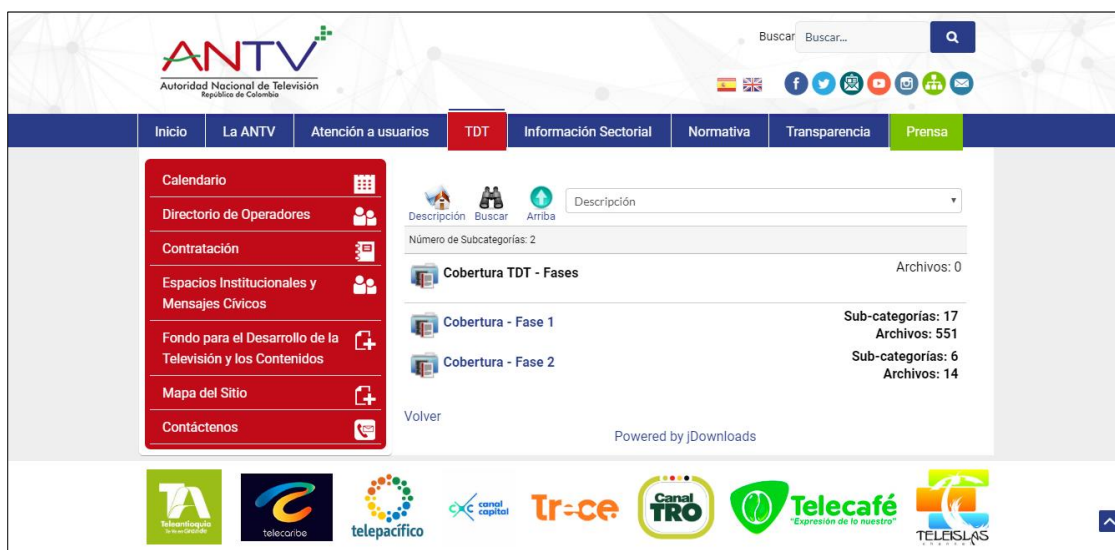 ANTV
Autoridad Nacional de Televisión
República de Colombia
Buscar
Buscar...
Inicio
La ANTV
Atención a usuarios
TDT
Información Sectorial
Normativa
Transparencia
Prensa
Calendario
Directorio de Operadores
Contratación
Espacios Institucionales y
Mensajes Cívicos
Fondo para el Desarrollo de la
Televisión y los Contenidos
Mapa del Sitio
Contáctenos
Descripción
Buscar
Arriba
Descripción
Número de Subcategorías: 2
Cobertura TDT - Fases
Archivos: 0
Cobertura - Fase 1
Sub-categorías: 17
Archivos: 551
Cobertura - Fase 2
Sub-categorías: 6
Archivos: 14
Volver
Powered by jDownloads
TA
Teleantioquia
telecaribe
telepacífico
canal
capital
Tr3ce
Canal
TRO
Telecafé
"Expresión de lo nuestro"
TELEISLAS